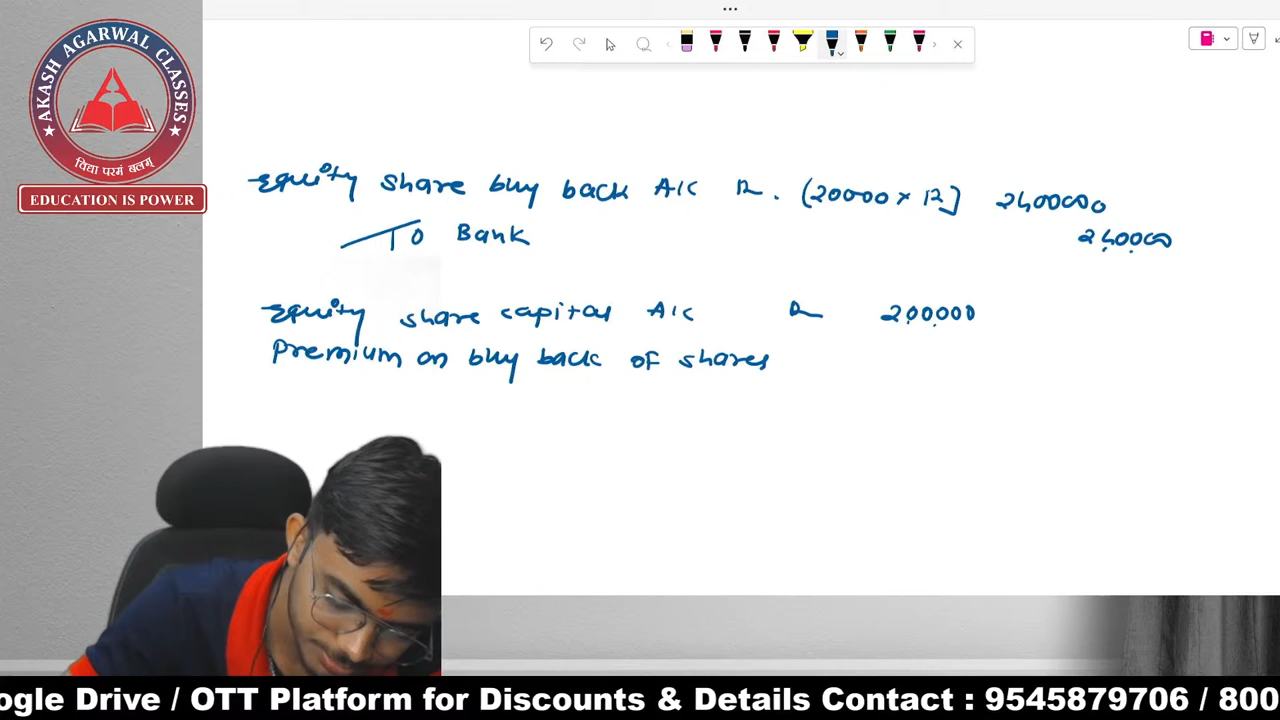 AKASH AGARWAL CLASSES
विद्या परमं बलम्
EDUCATION IS POWER
Equity share buy back A/c Dr. (20000 x 12] 2400000
To Bank 240000
Equity share capital A/c Dr 200000
Premium on buy back of shares
ogle Drive / OTT Platform for Discounts & Details Contact : 9545879706 / 800